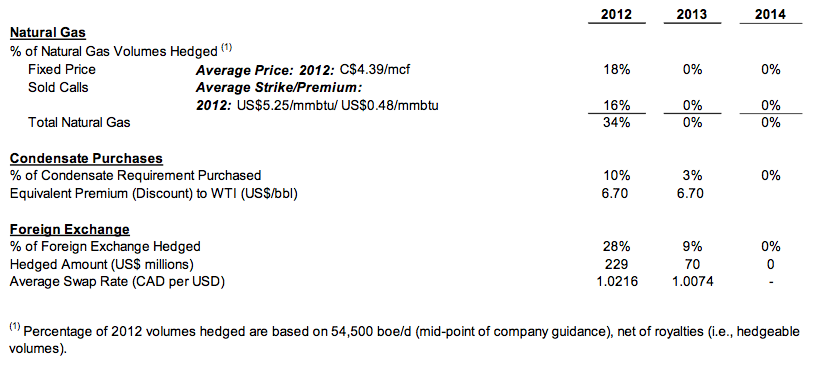 2012 2013 2014
Natural Gas
% of Natural Gas Volumes Hedged (1)
Fixed Price Average Price: 2012: C$4.39/mcf 18% 0% 0%
Sold Calls Average Strike/Premium:
2012: US$5.25/mmbtu/ US$0.48/mmbtu 16% 0% 0%
Total Natural Gas 34% 0% 0%
Condensate Purchases
% of Condensate Requirement Purchased 10% 3% 0%
Equivalent Premium (Discount) to WTI (US$/bbl) 6.70 6.70
Foreign Exchange
% of Foreign Exchange Hedged 28% 9% 0%
Hedged Amount (US$ millions) 229 70 0
Average Swap Rate (CAD per USD) 1.0216 1.0074 -
(1) Percentage of 2012 volumes hedged are based on 54,500 boe/d (mid-point of company guidance), net of royalties (i.e., hedgeable
volumes).